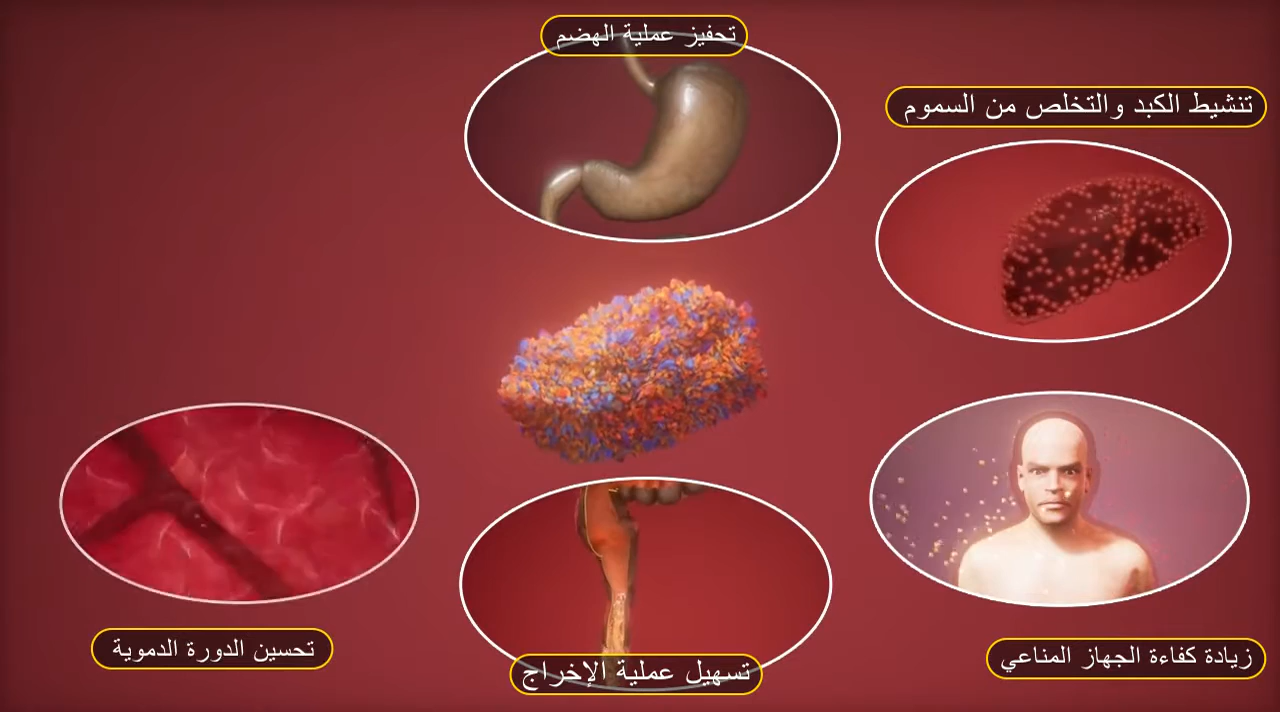 تحفيز عملية الهضم
تنشيط الكبد والتخلص من السموم
زيادة كفاءة الجهاز المناعي
تحسين الدورة الدموية
تسهيل عملية الإخراج